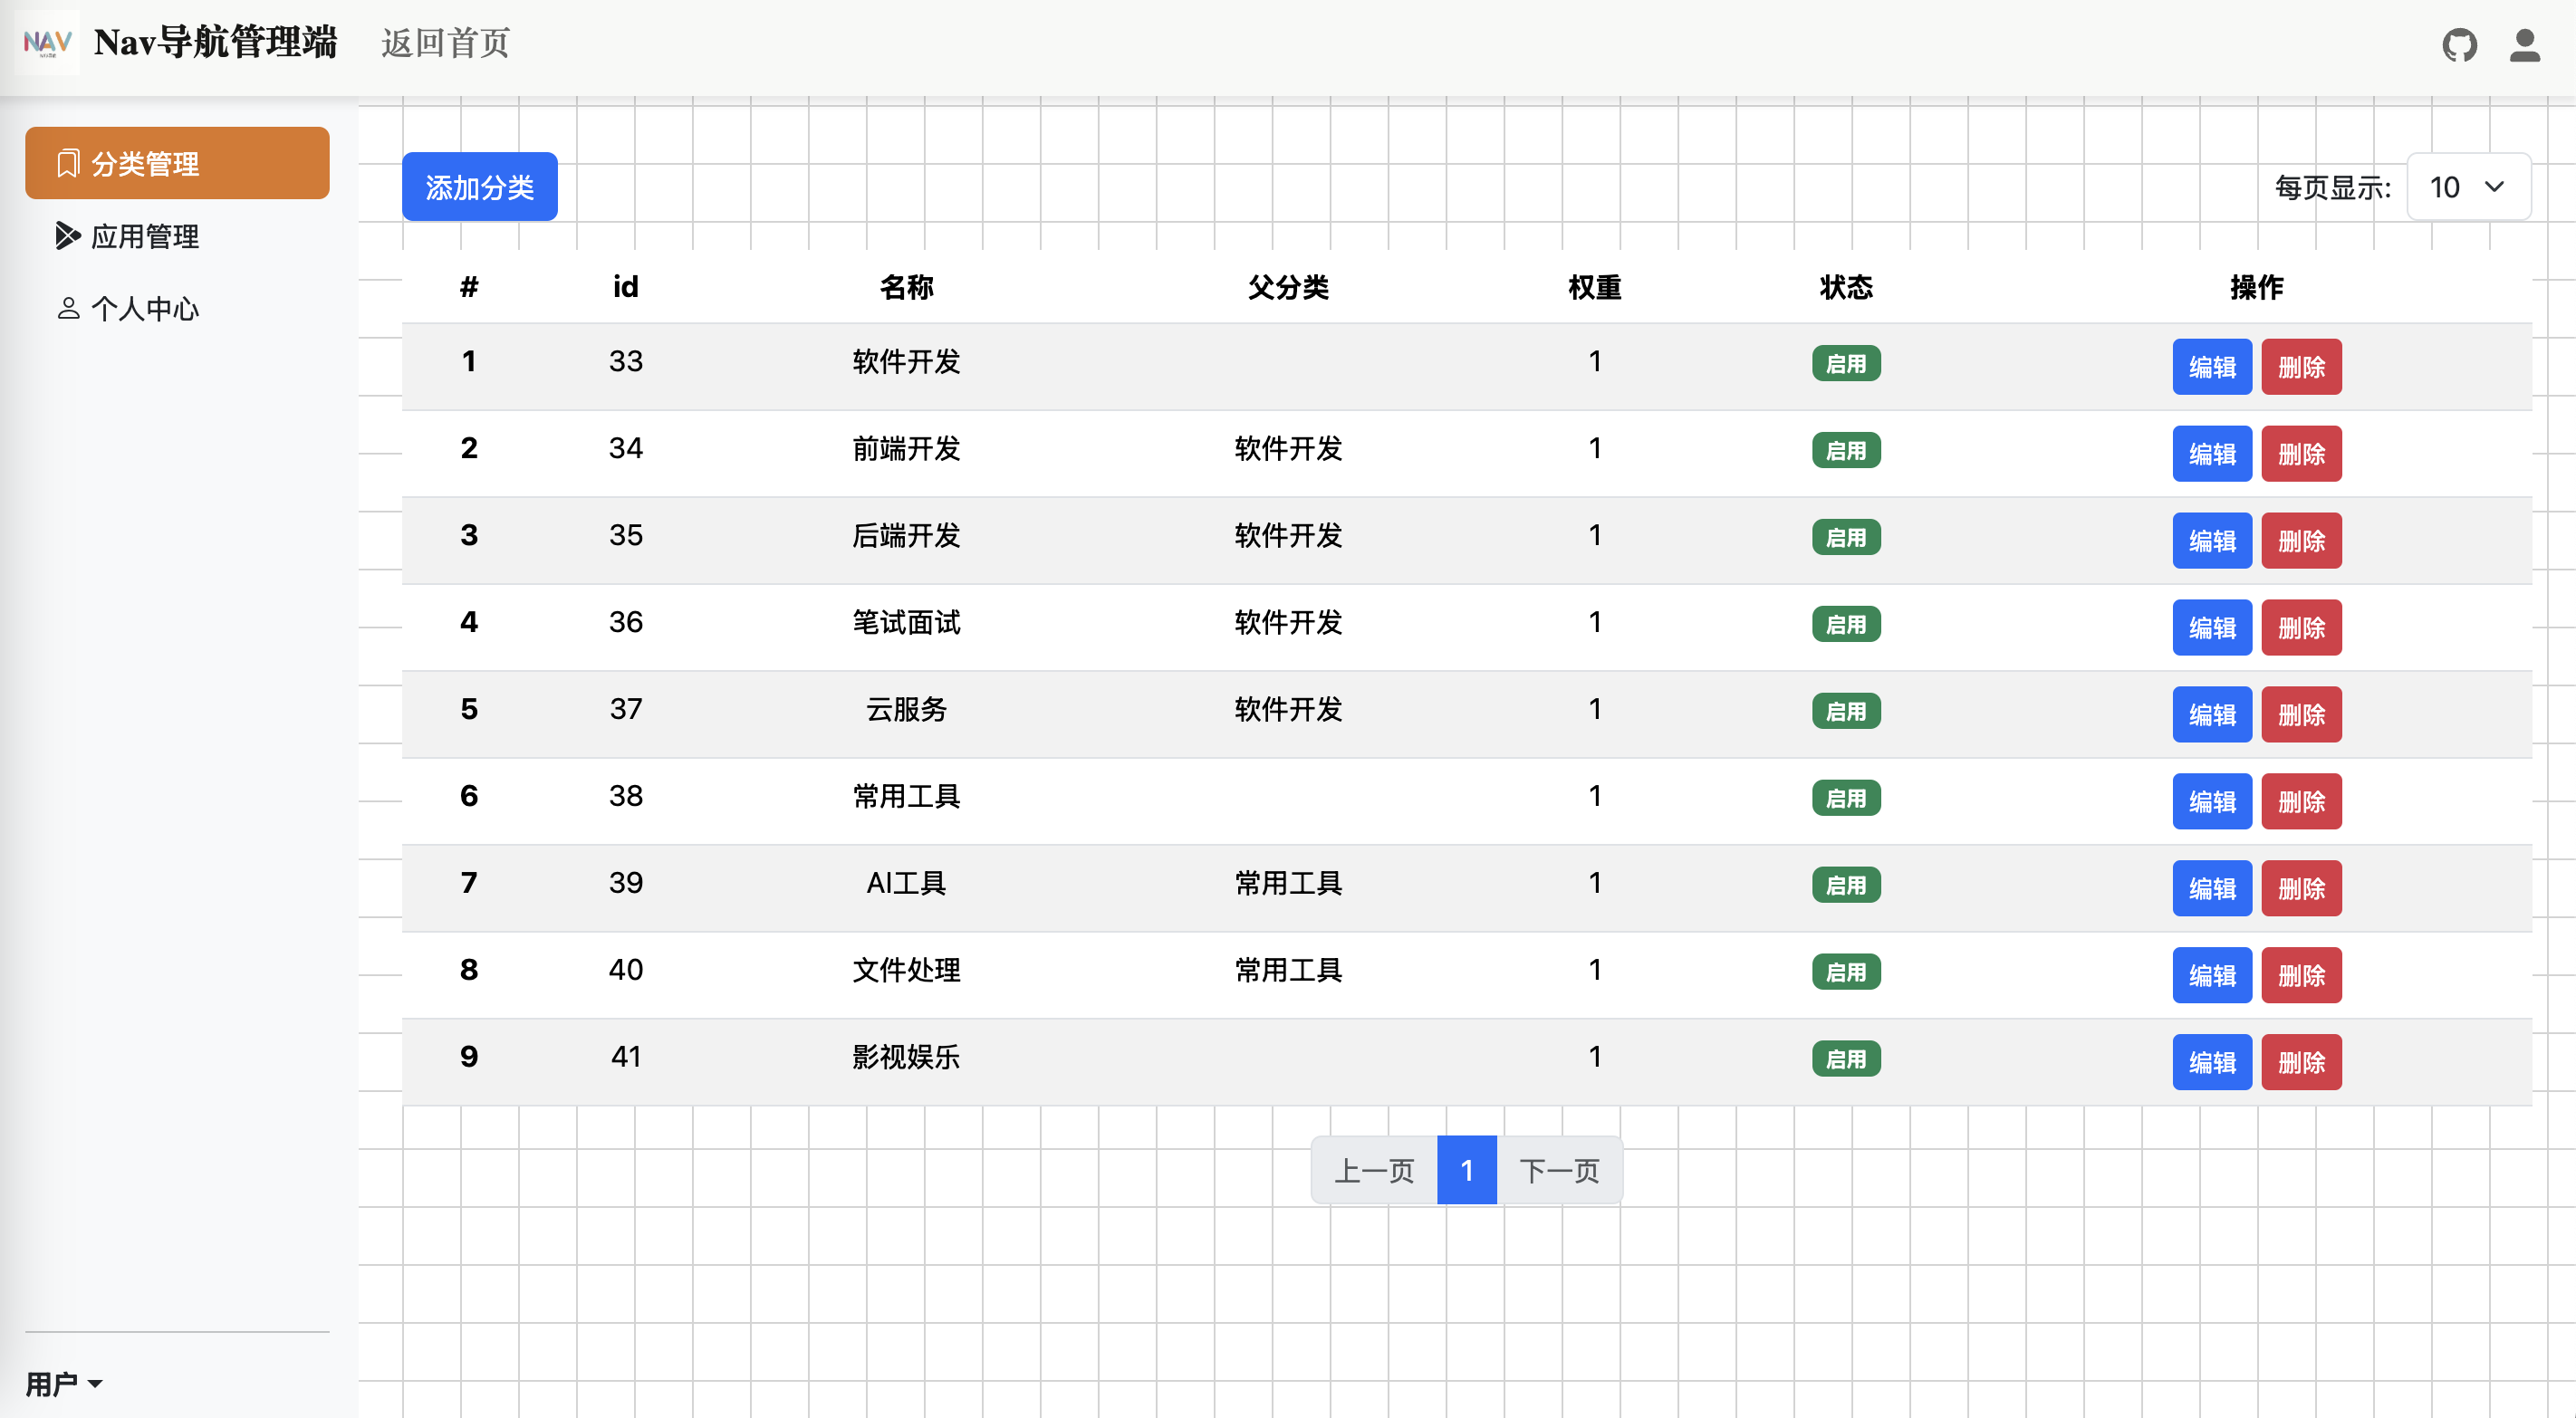 NAV Nav导航管理端 返回首页
分类管理
应用管理
个人中心
用户
添加分类 每页显示: 10
# id 名称 父分类 权重 状态 操作
1 33 软件开发 1 启用 编辑 删除
2 34 前端开发 软件开发 1 启用 编辑 删除
3 35 后端开发 软件开发 1 启用 编辑 删除
4 36 笔试面试 软件开发 1 启用 编辑 删除
5 37 云服务 软件开发 1 启用 编辑 删除
6 38 常用工具 1 启用 编辑 删除
7 39 AI工具 常用工具 1 启用 编辑 删除
8 40 文件处理 常用工具 1 启用 编辑 删除
9 41 影视娱乐 1 启用 编辑 删除
上一页 1 下一页